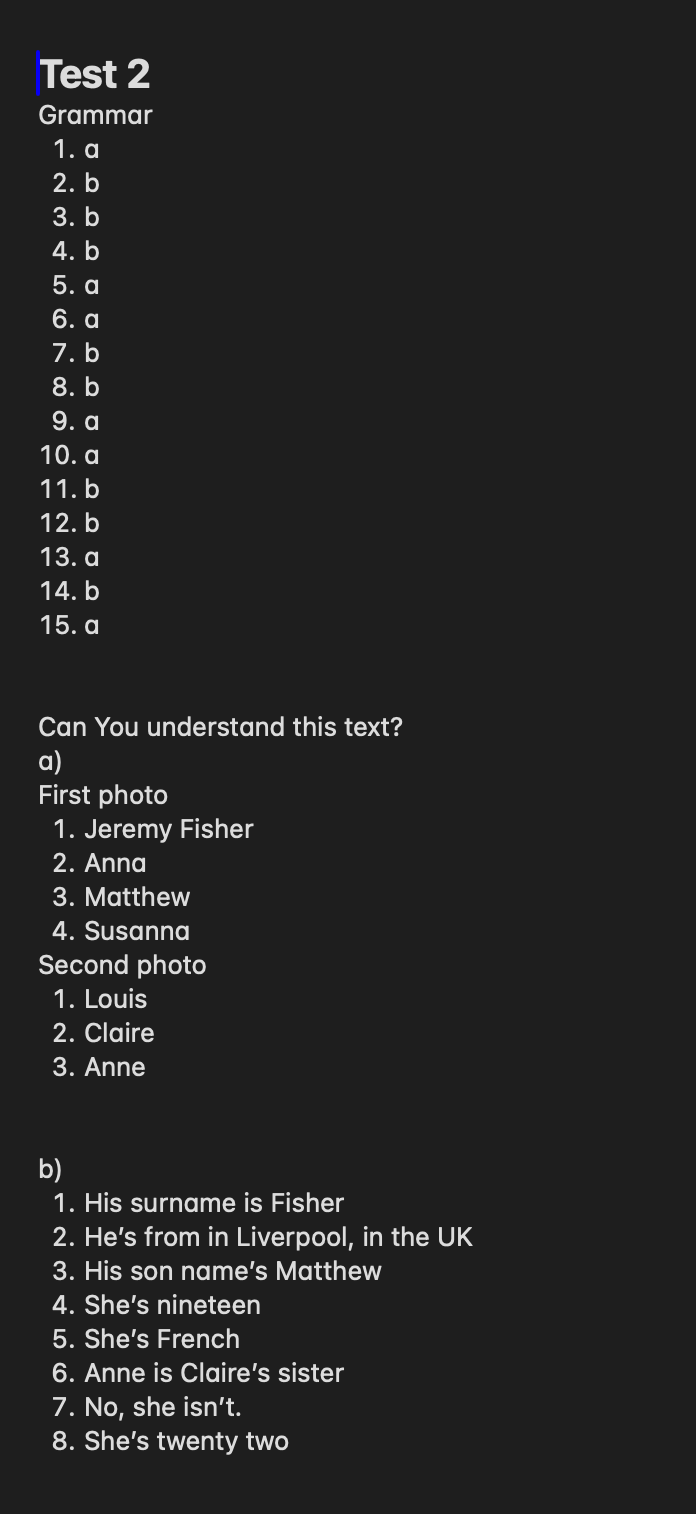 Test 2
Grammar
1. a
2. b
3. b
4. b
5. a
6. a
7. b
8. b
9. a
10. a
11. b
12. b
13. a
14. b
15. a
Can You understand this text?
a)
First photo
1. Jeremy Fisher
2. Anna
3. Matthew
4. Susanna
Second photo
1. Louis
2. Claire
3. Anne
b)
1. His surname is Fisher
2. He’s from in Liverpool, in the UK
3. His son name’s Matthew
4. She’s nineteen
5. She’s French
6. Anne is Claire’s sister
7. No, she isn’t.
8. She’s twenty two